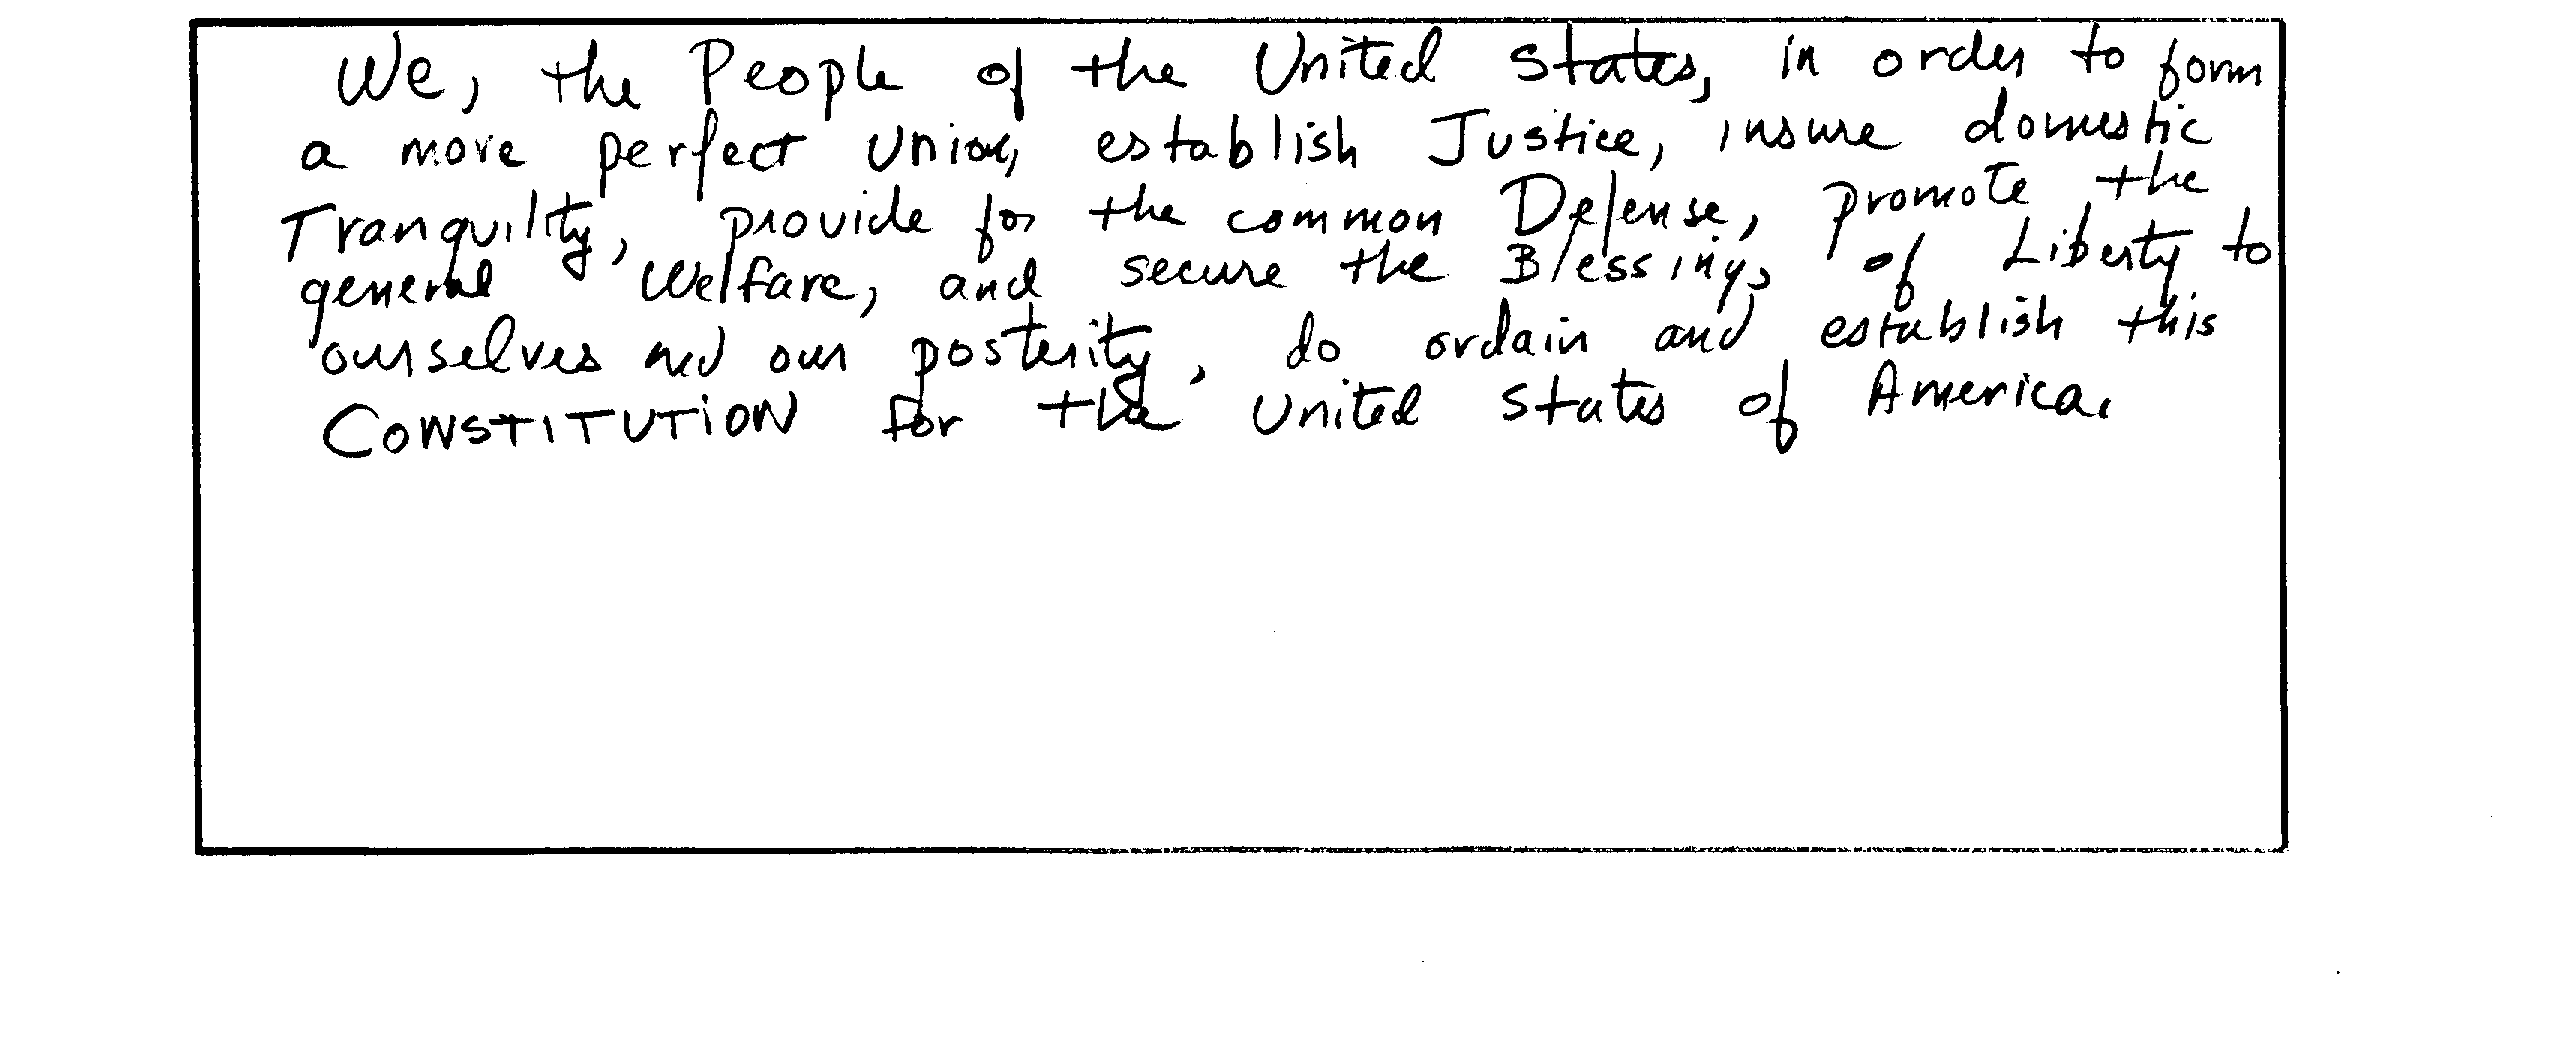 We, the People of the United States, in order to form
a more perfect Union, establish Justice, insure domestic
Tranquilty, provide for the common Defense, promote the
general Welfare, and secure the Blessings of Liberty to
ourselves and our posterity, do ordain and establish this
CONSTITUTION for the United States of America.